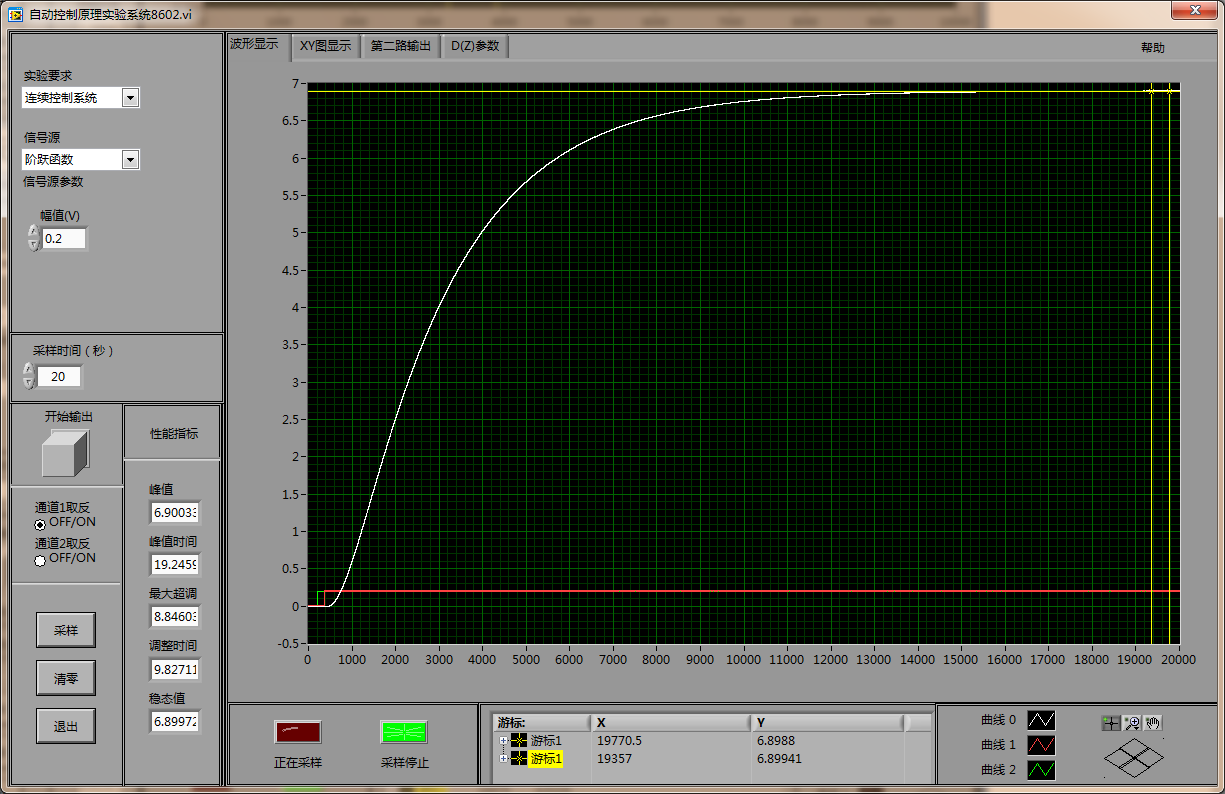 自动控制原理实验系统8602.vi
实验要求
连续控制系统
信号源
阶跃函数
信号源参数
幅值(V)
0.2
采样时间（秒）
20
开始输出
通道1取反
OFF/ON
通道2取反
OFF/ON
采样
清零
退出
性能指标
峰值
6.90033
峰值时间
19.2459
最大超调
8.84603
调整时间
9.82711
稳态值
6.89972
波形显示 XY图显示 第二路输出 D(Z)参数
帮助
7
6.5
6
5.5
5
4.5
4
3.5
3
2.5
2
1.5
1
0.5
0
-0.5
0 1000 2000 3000 4000 5000 6000 7000 8000 9000 10000 11000 12000 13000 14000 15000 16000 17000 18000 19000 20000
正在采样
采样停止
游标: X Y
游标1 19770.5 6.8988
游标1 19357 6.89941
曲线 0
曲线 1
曲线 2